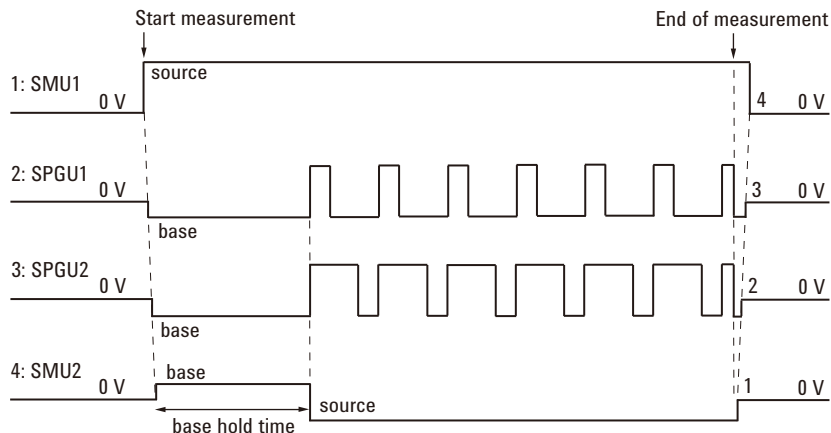 Start measurement
End of measurement
1: SMU1
0 V
source
4
0 V
2: SPGU1
0 V
base
3
0 V
3: SPGU2
0 V
base
2
0 V
4: SMU2
0 V
base
source
1
0 V
base hold time